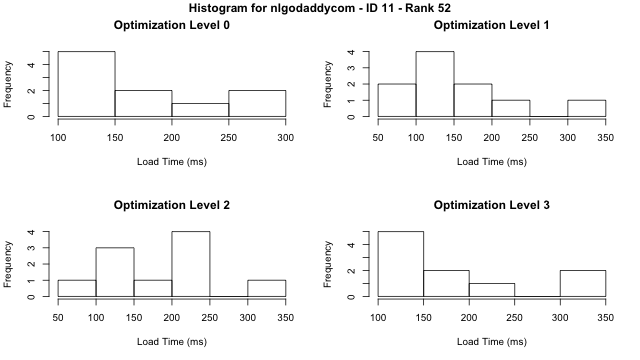 Histogram for nlgodaddycom - ID 11 - Rank 52
Optimization Level 0
Frequency
0 2 4
100 150 200 250 300
Load Time (ms)
Optimization Level 1
Frequency
0 1 2 3 4
50 100 150 200 250 300 350
Load Time (ms)
Optimization Level 2
Frequency
0 1 2 3 4
50 100 150 200 250 300 350
Load Time (ms)
Optimization Level 3
Frequency
0 2 4
100 150 200 250 300 350
Load Time (ms)